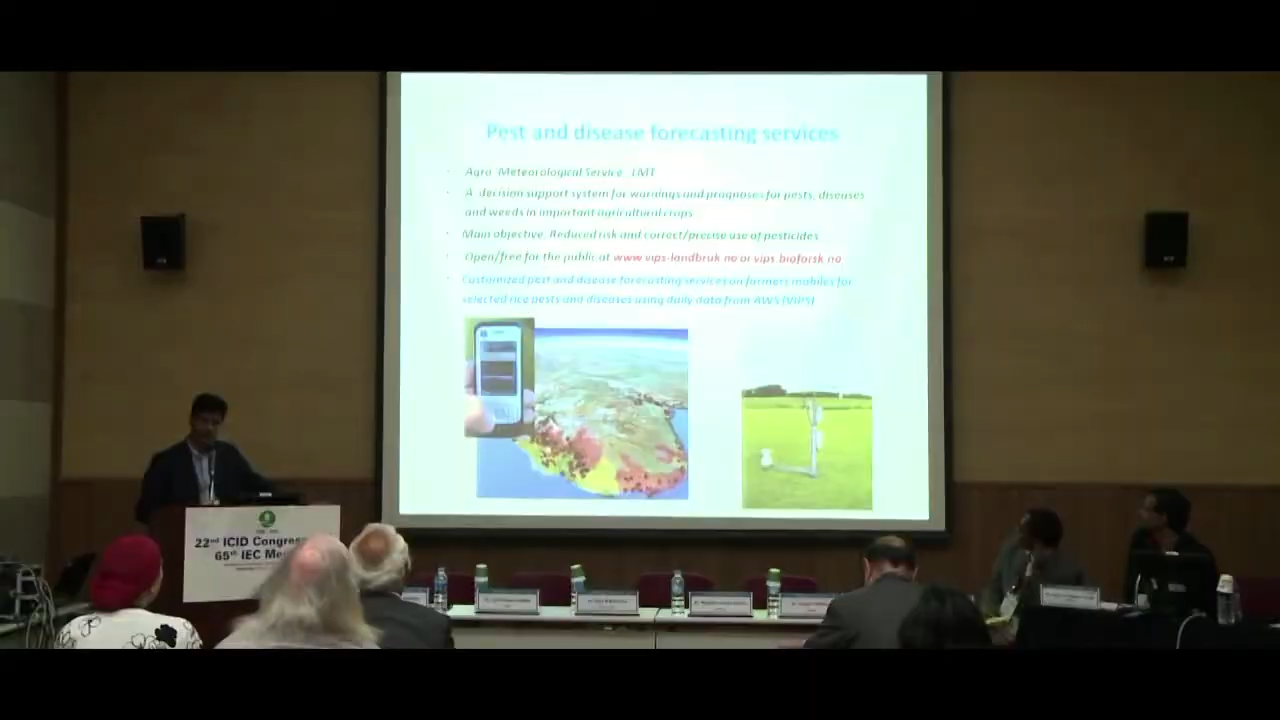 Pest and disease forecasting services
· Agro Meteorological Service LMT
· A decision support system for warnings and prognoses for pests, diseases
and weeds in important agricultural crops
· Main objective. Reduced risk and correct/precise use of pesticides
· Open/free for the public at www.vips-landbruk.no or vips.bioforsk.no
· Customized pest and disease forecasting services on farmers mobiles for
selected rice pests and diseases using daily data from AWS (VIPS)
22nd ICID Congress
65th IEC